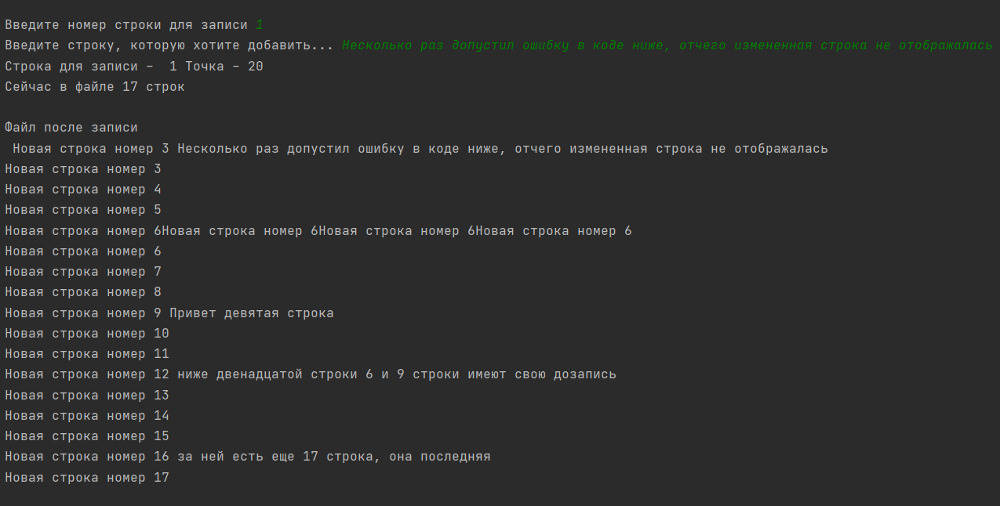 Введите номер строки для записи 1
Введите строку, которую хотите добавить... Несколько раз допустил ошибку в коде ниже, отчего измененная строка не отображалась
Строка для записи –  1 Точка – 20
Сейчас в файле 17 строк
Файл после записи
 Новая строка номер 3 Несколько раз допустил ошибку в коде ниже, отчего измененная строка не отображалась
Новая строка номер 3
Новая строка номер 4
Новая строка номер 5
Новая строка номер 6Новая строка номер 6Новая строка номер 6Новая строка номер 6
Новая строка номер 6
Новая строка номер 7
Новая строка номер 8
Новая строка номер 9 Привет девятая строка
Новая строка номер 10
Новая строка номер 11
Новая строка номер 12 ниже двенадцатой строки 6 и 9 строки имеют свою дозапись
Новая строка номер 13
Новая строка номер 14
Новая строка номер 15
Новая строка номер 16 за ней есть еще 17 строка, она последняя
Новая строка номер 17